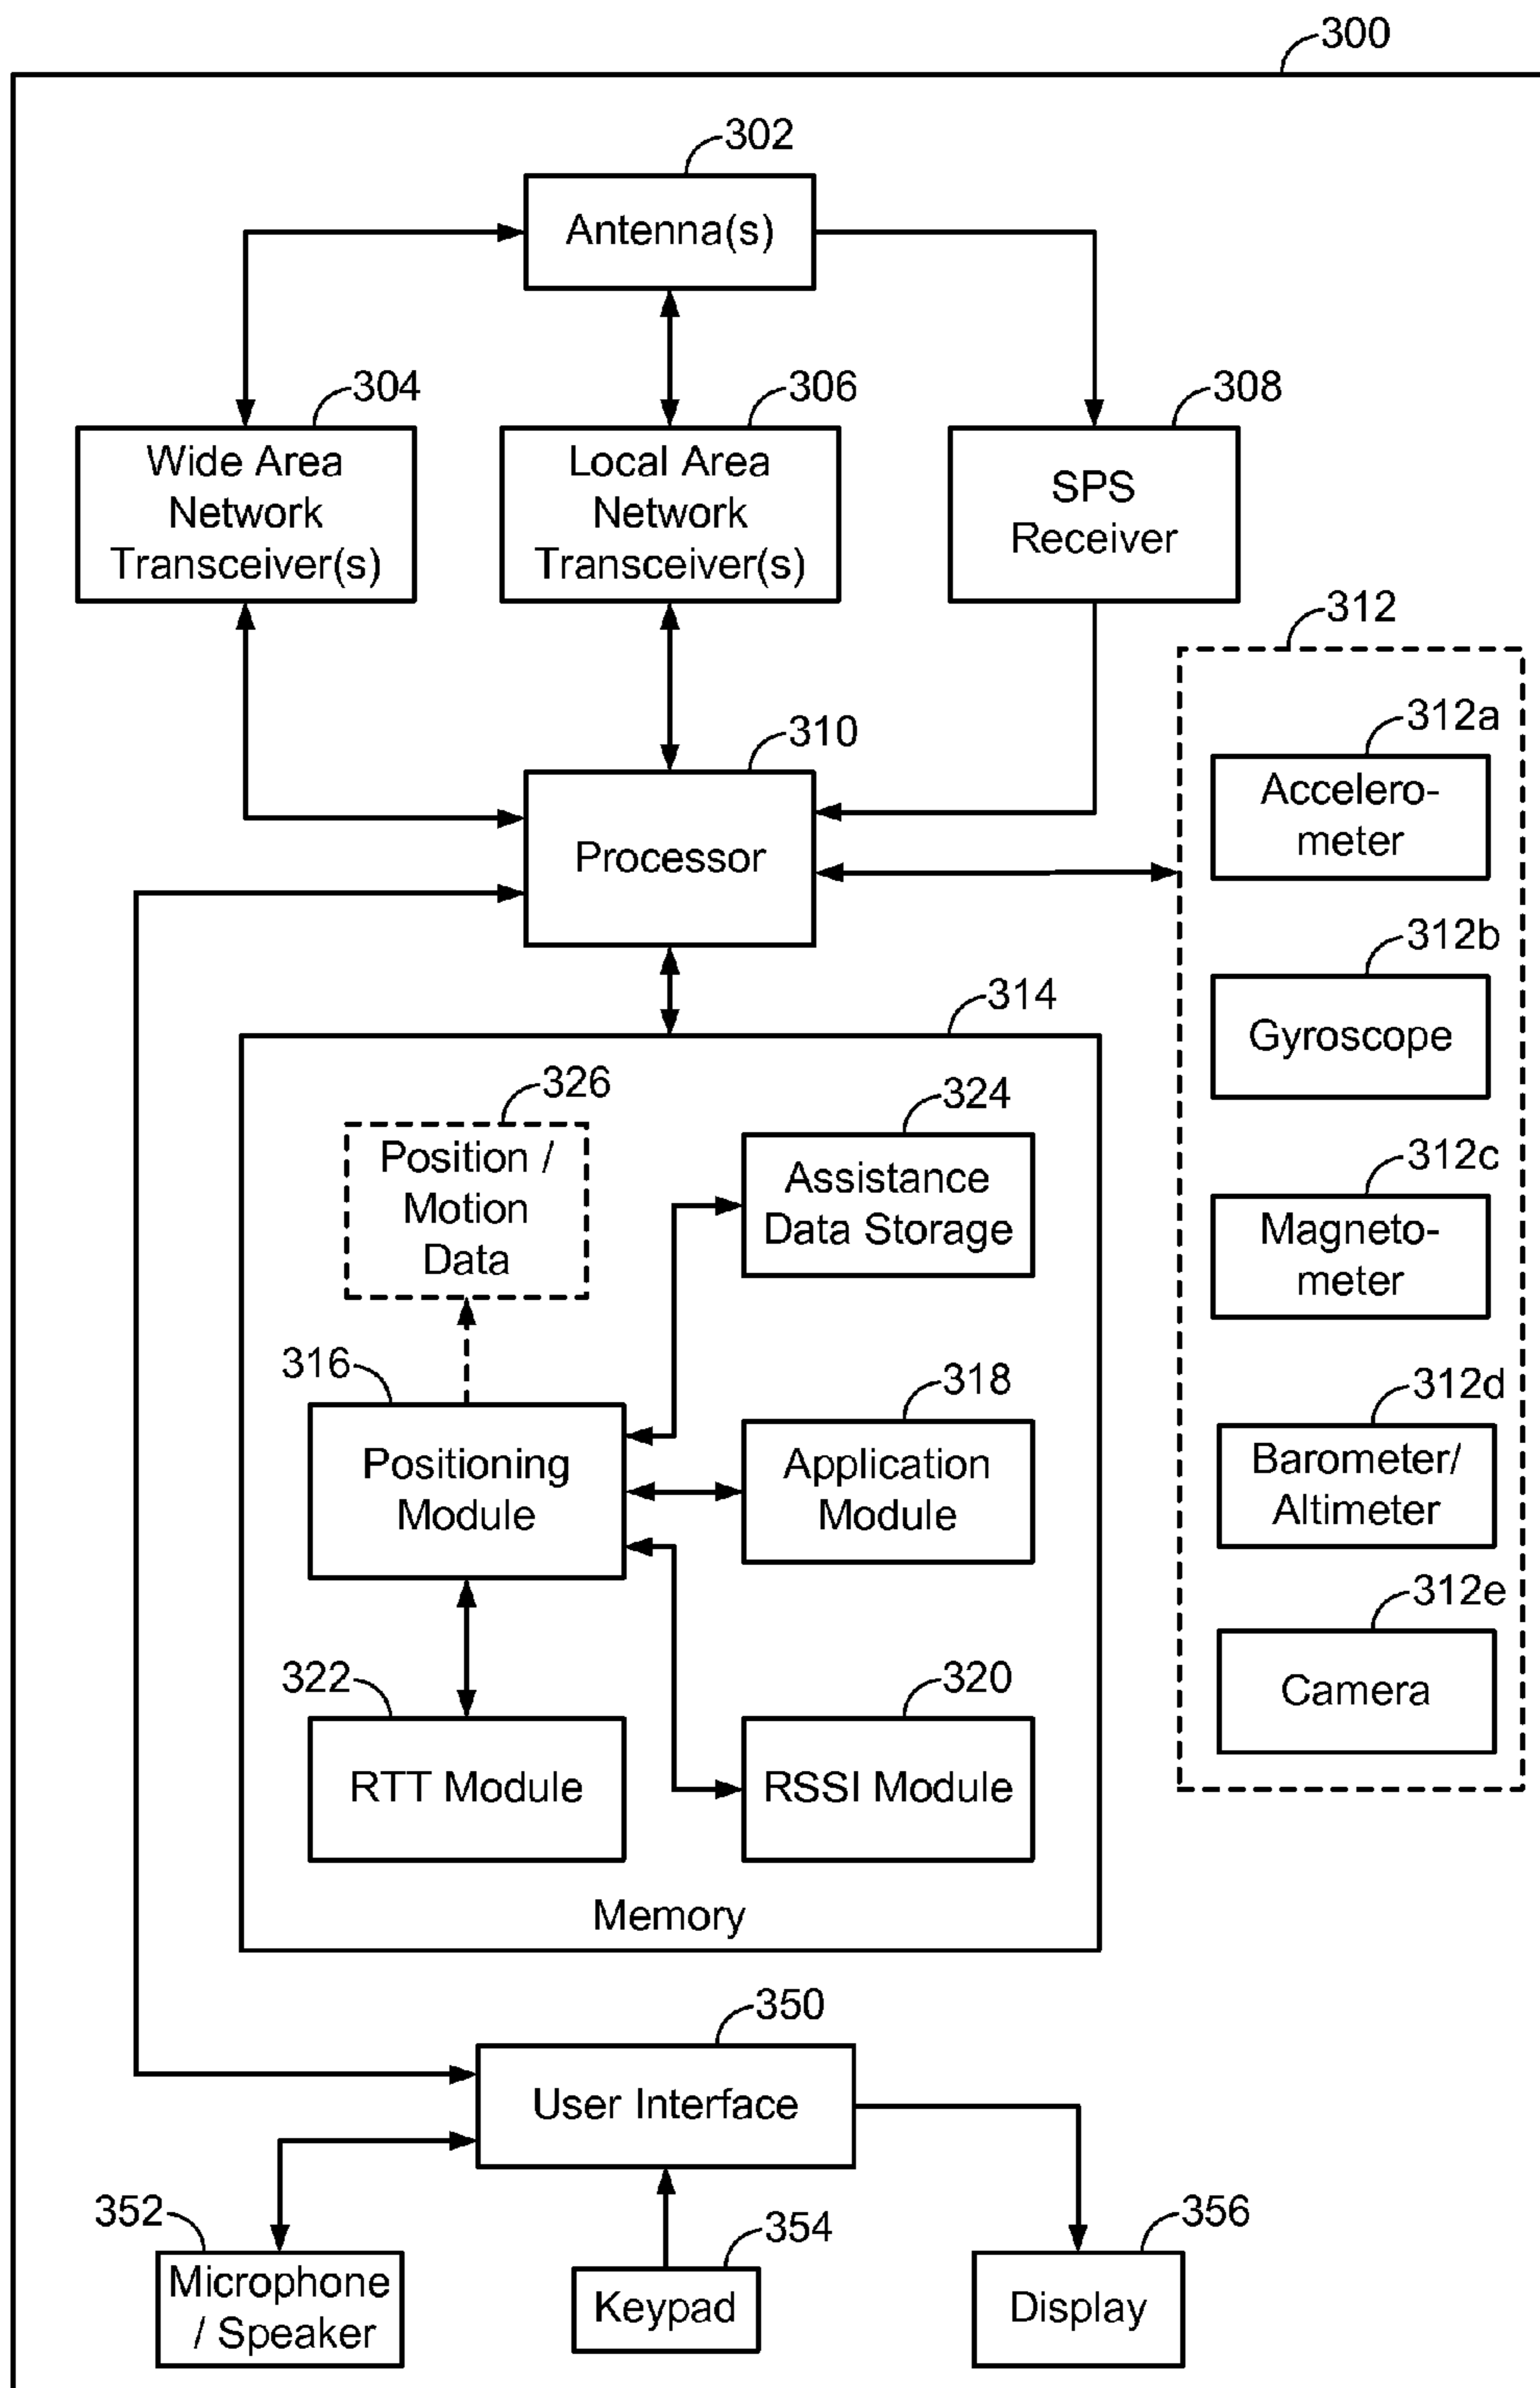 300
302
Antenna(s)
304
306
308
Wide Area
Network
Transceiver(s)
Local Area
Network
Transceiver(s)
SPS
Receiver
312
310
Processor
312a
Accelero-
meter
312b
Gyroscope
312c
Magneto-
meter
312d
Barometer/
Altimeter
312e
Camera
314
326
Position /
Motion
Data
324
Assistance
Data Storage
316
Positioning
Module
318
Application
Module
322
RTT Module
320
RSSI Module
Memory
350
User Interface
352
Microphone
/ Speaker
354
Keypad
356
Display